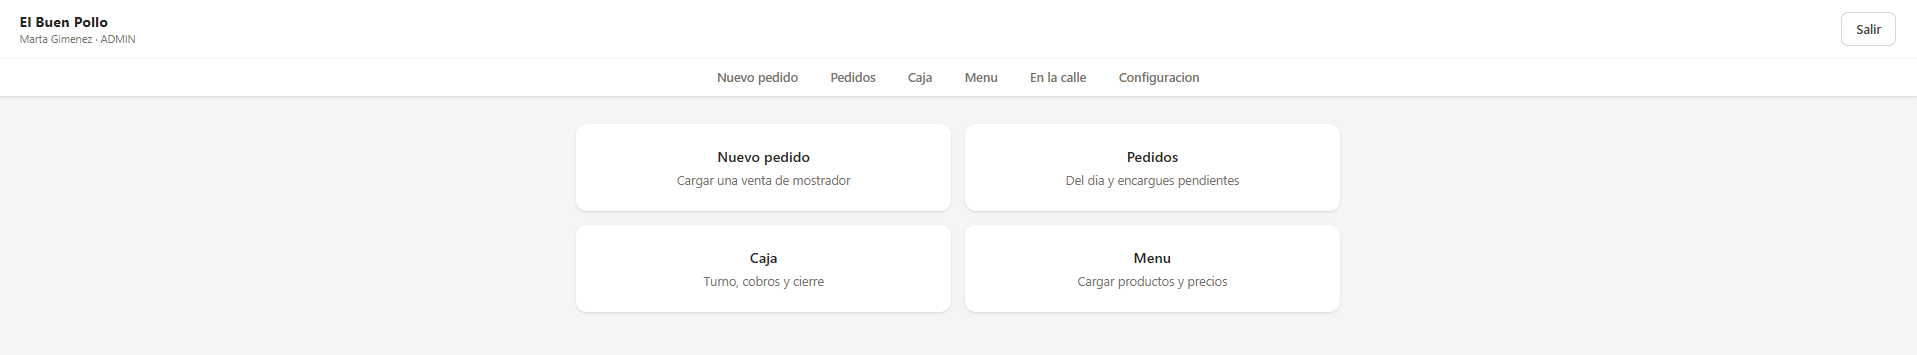 El Buen Pollo
Marta Gimenez · ADMIN
Salir
Nuevo pedido
Pedidos
Caja
Menu
En la calle
Configuracion
Nuevo pedido
Cargar una venta de mostrador
Pedidos
Del dia y encargues pendientes
Caja
Turno, cobros y cierre
Menu
Cargar productos y precios